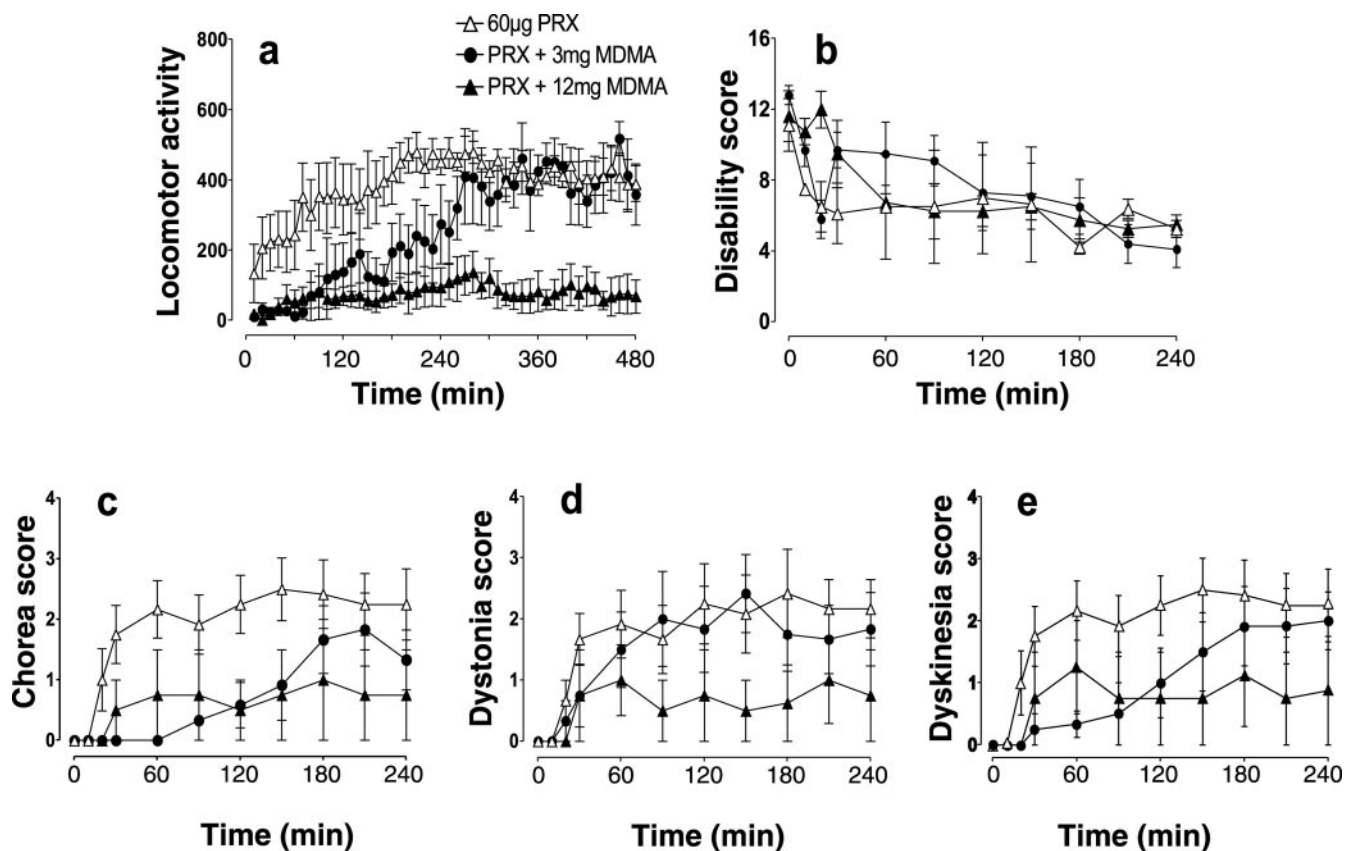 a
60µg PRX
PRX + 3mg MDMA
PRX + 12mg MDMA
Locomotor activity
800
600
400
200
0
0 120 240 360 480
Time (min)
b
Disability score
16
12
8
4
0
0 60 120 180 240
Time (min)
c
Chorea score
4
3
2
1
0
0 60 120 180 240
Time (min)
d
Dystonia score
4
3
2
1
0
0 60 120 180 240
Time (min)
e
Dyskinesia score
4
3
2
1
0
0 60 120 180 240
Time (min)